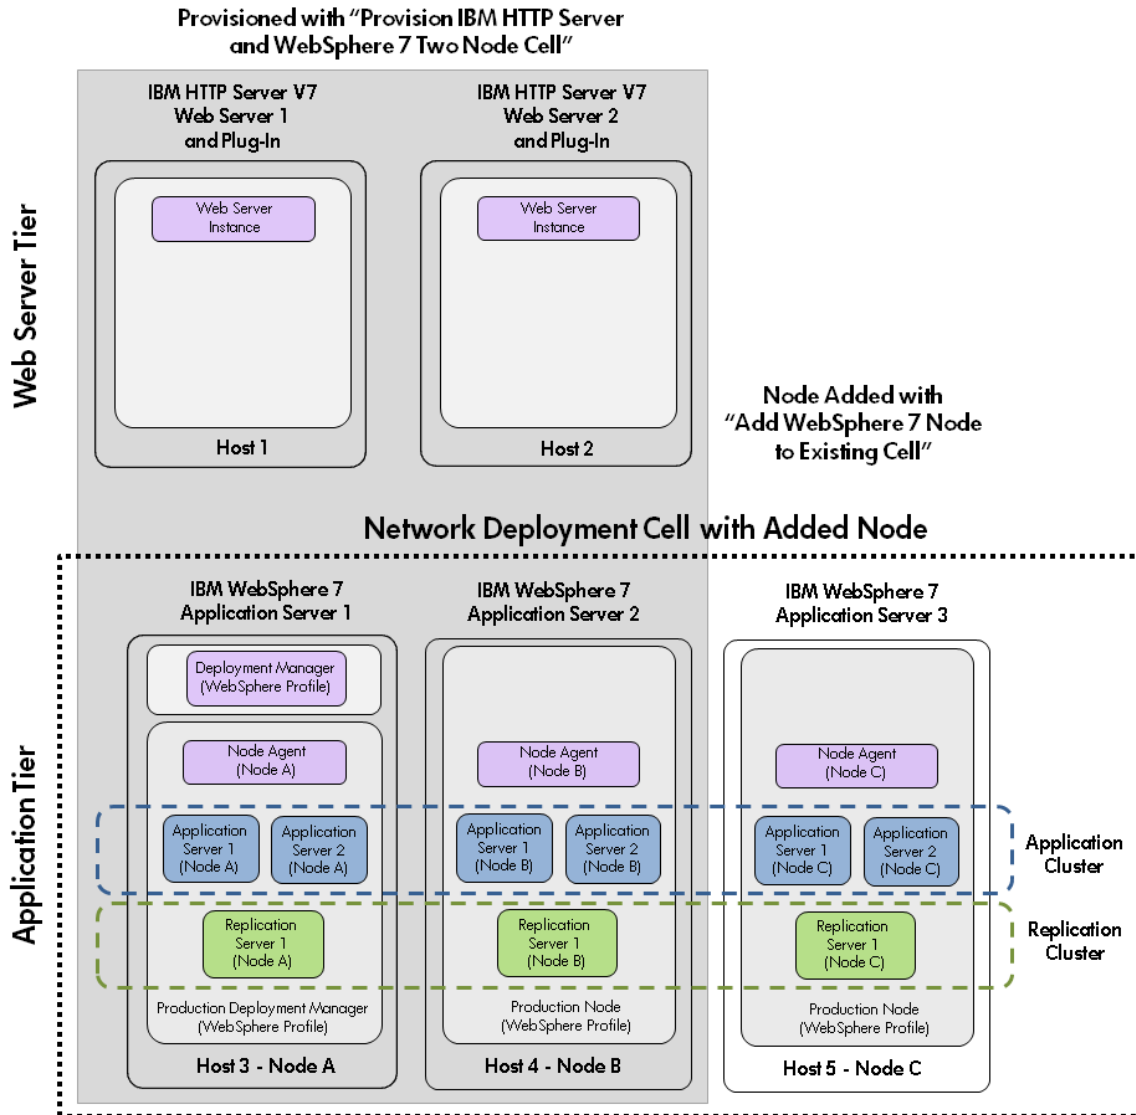 Provisioned with “Provision IBM HTTP Server
and WebSphere 7 Two Node Cell”
IBM HTTP Server V7
Web Server 1
and Plug-In
IBM HTTP Server V7
Web Server 2
and Plug-In
Web Server Tier
Web Server
Instance
Web Server
Instance
Host 1
Host 2
Node Added with
“Add WebSphere 7 Node
to Existing Cell”
Network Deployment Cell with Added Node
Application Tier
IBM WebSphere 7
Application Server 1
IBM WebSphere 7
Application Server 2
IBM WebSphere 7
Application Server 3
Deployment Manager
(WebSphere Profile)
Node Agent
(Node A)
Node Agent
(Node B)
Node Agent
(Node C)
Application
Server 1
(Node A)
Application
Server 2
(Node A)
Application
Server 1
(Node B)
Application
Server 2
(Node B)
Application
Server 1
(Node C)
Application
Server 2
(Node C)
Application
Cluster
Replication
Server 1
(Node A)
Replication
Server 1
(Node B)
Replication
Server 1
(Node C)
Replication
Cluster
Production Deployment Manager
(WebSphere Profile)
Production Node
(WebSphere Profile)
Production Node
(WebSphere Profile)
Host 3 - Node A
Host 4 - Node B
Host 5 - Node C